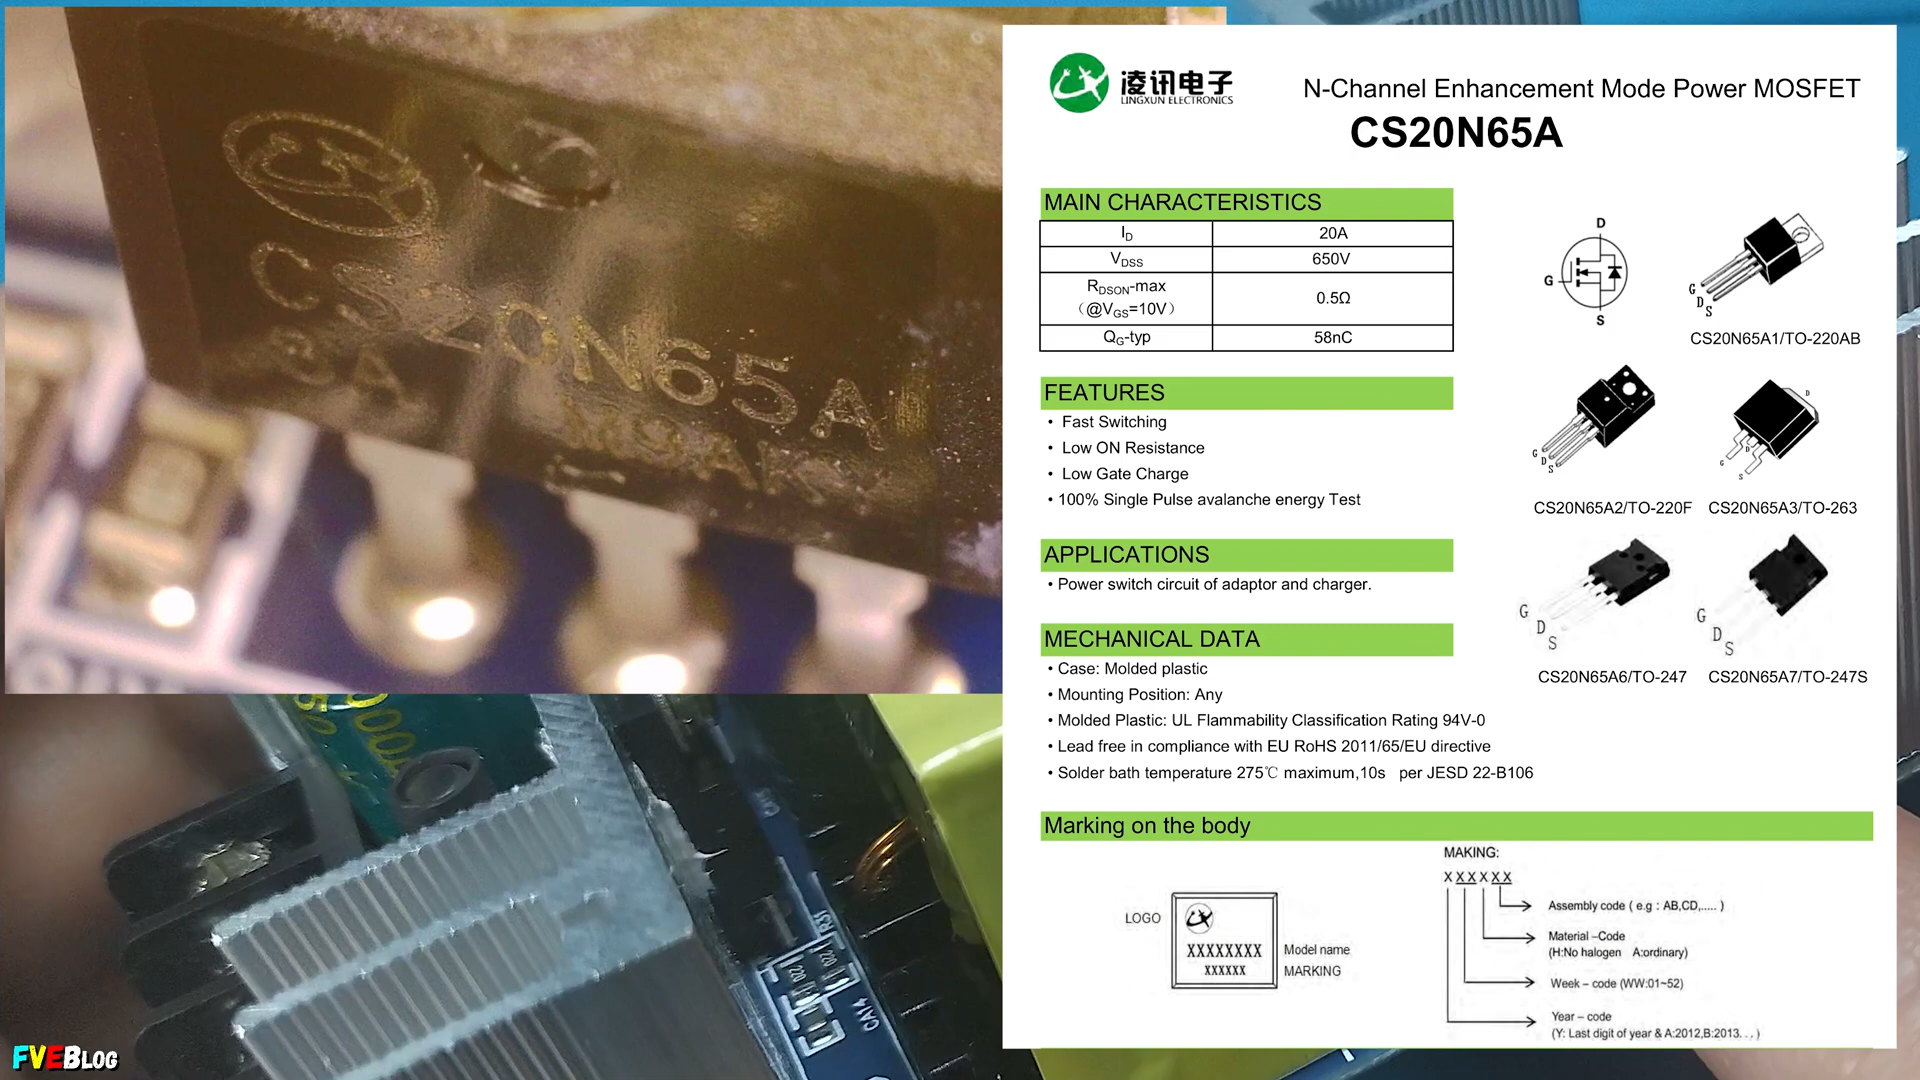 CS20N65A
8A
凌讯电子
LINGXUN ELECTRONICS
N-Channel Enhancement Mode Power MOSFET
CS20N65A
MAIN CHARACTERISTICS
ID 20A
VDSS 650V
RDSON-max
(@VGS=10V) 0.5Ω
QG-typ 58nC
D
G
S
G
D
S
CS20N65A1/TO-220AB
G
D
S
CS20N65A2/TO-220F
D
G
D
S
CS20N65A3/TO-263
G
D
S
CS20N65A6/TO-247
G
D
S
CS20N65A7/TO-247S
FEATURES
• Fast Switching
• Low ON Resistance
• Low Gate Charge
• 100% Single Pulse avalanche energy Test
APPLICATIONS
• Power switch circuit of adaptor and charger.
MECHANICAL DATA
• Case: Molded plastic
• Mounting Position: Any
• Molded Plastic: UL Flammability Classification Rating 94V-0
• Lead free in compliance with EU RoHS 2011/65/EU directive
• Solder bath temperature 275℃ maximum,10s per JESD 22-B106
Marking on the body
LOGO
XXXXXXXX
XXXXXX
Model name
MARKING
MAKING:
X X X X X X
Assembly code ( e.g : AB,CD,..... )
Material –Code
(H:No halogen A:ordinary)
Week – code (WW:01~52)
Year – code
(Y: Last digit of year & A:2012,B:2013. . . )
R31
220
220
CA14
FVEBLOG